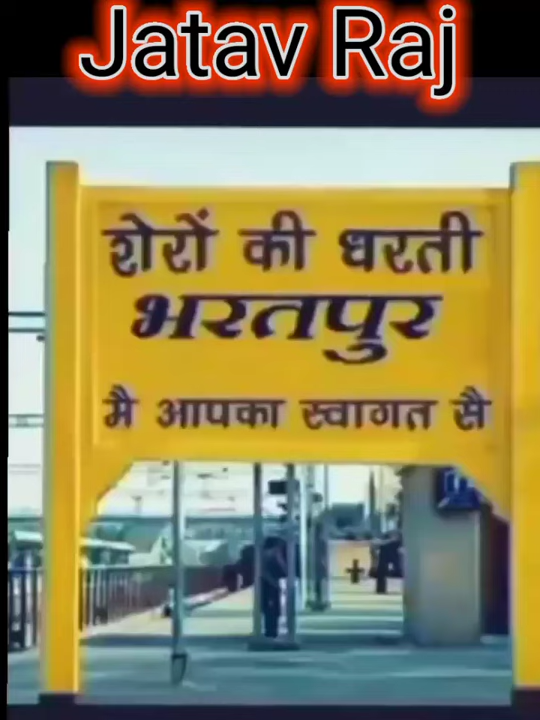 Jatav Raj
शेरों की धरती
भरतपुर
मै आपका स्वागत सै